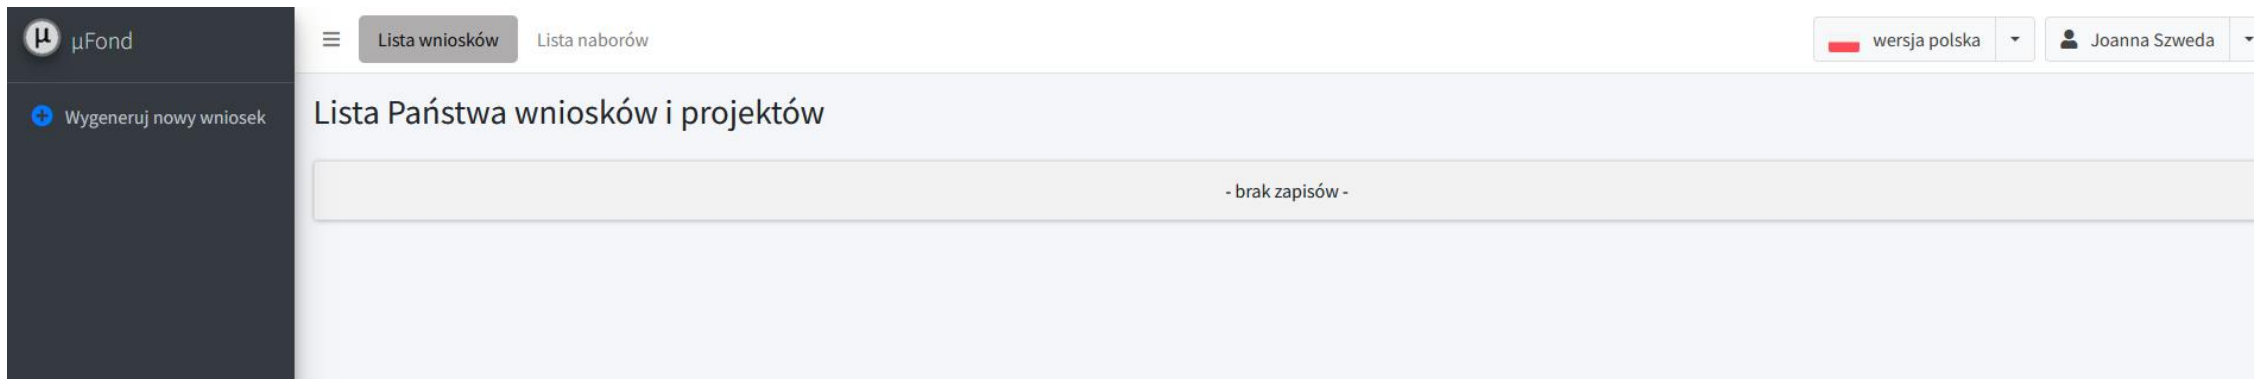 µ µFond
Lista wniosków Lista naborów wersja polska Joanna Szweda
Wygeneruj nowy wniosek
Lista Państwa wniosków i projektów
- brak zapisów -